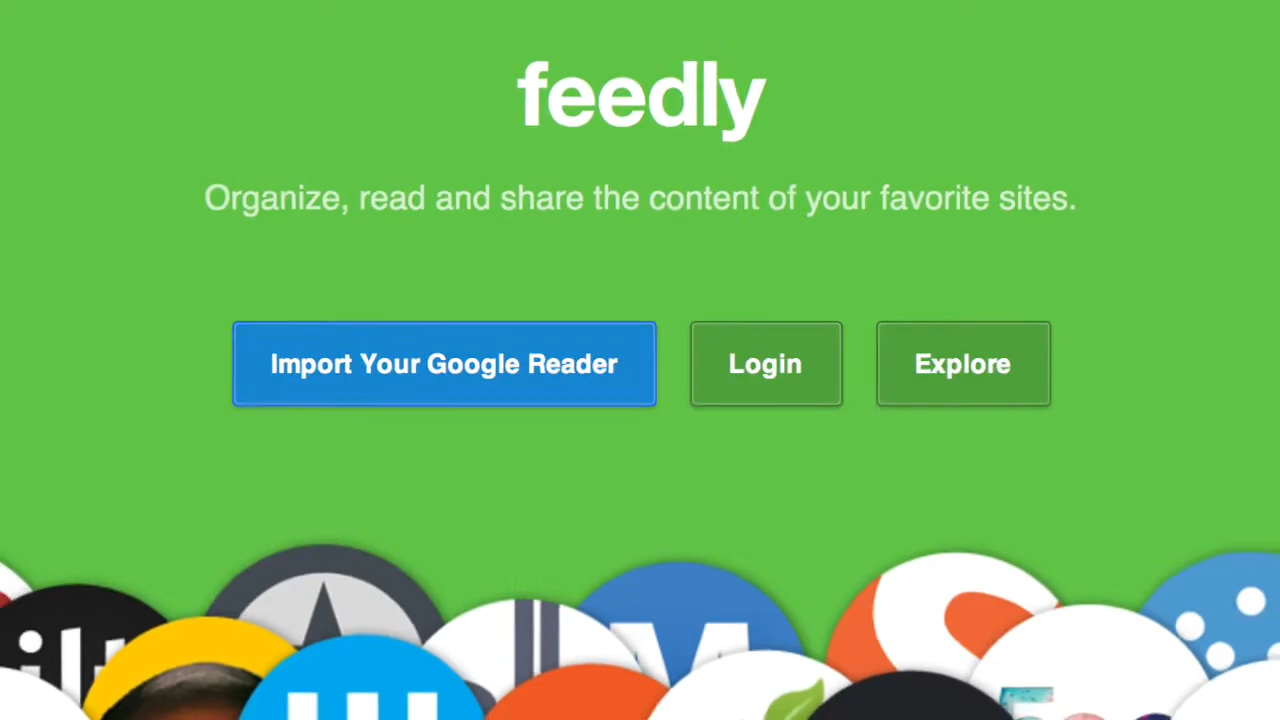 feedly
Organize, read and share the content of your favorite sites.
Import Your Google Reader
Login
Explore